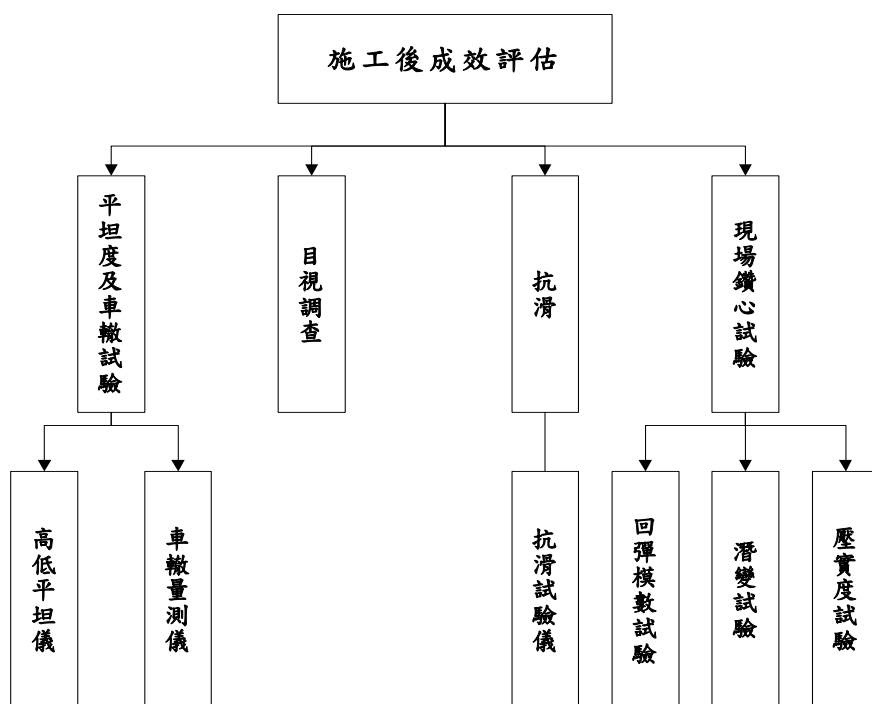 施工後成效評估
平坦度及車轍試驗
目視調查
抗滑
現場鑽心試驗
高低平坦儀
車轍量測儀
抗滑試驗儀
回彈模數試驗
潛變試驗
壓實度試驗